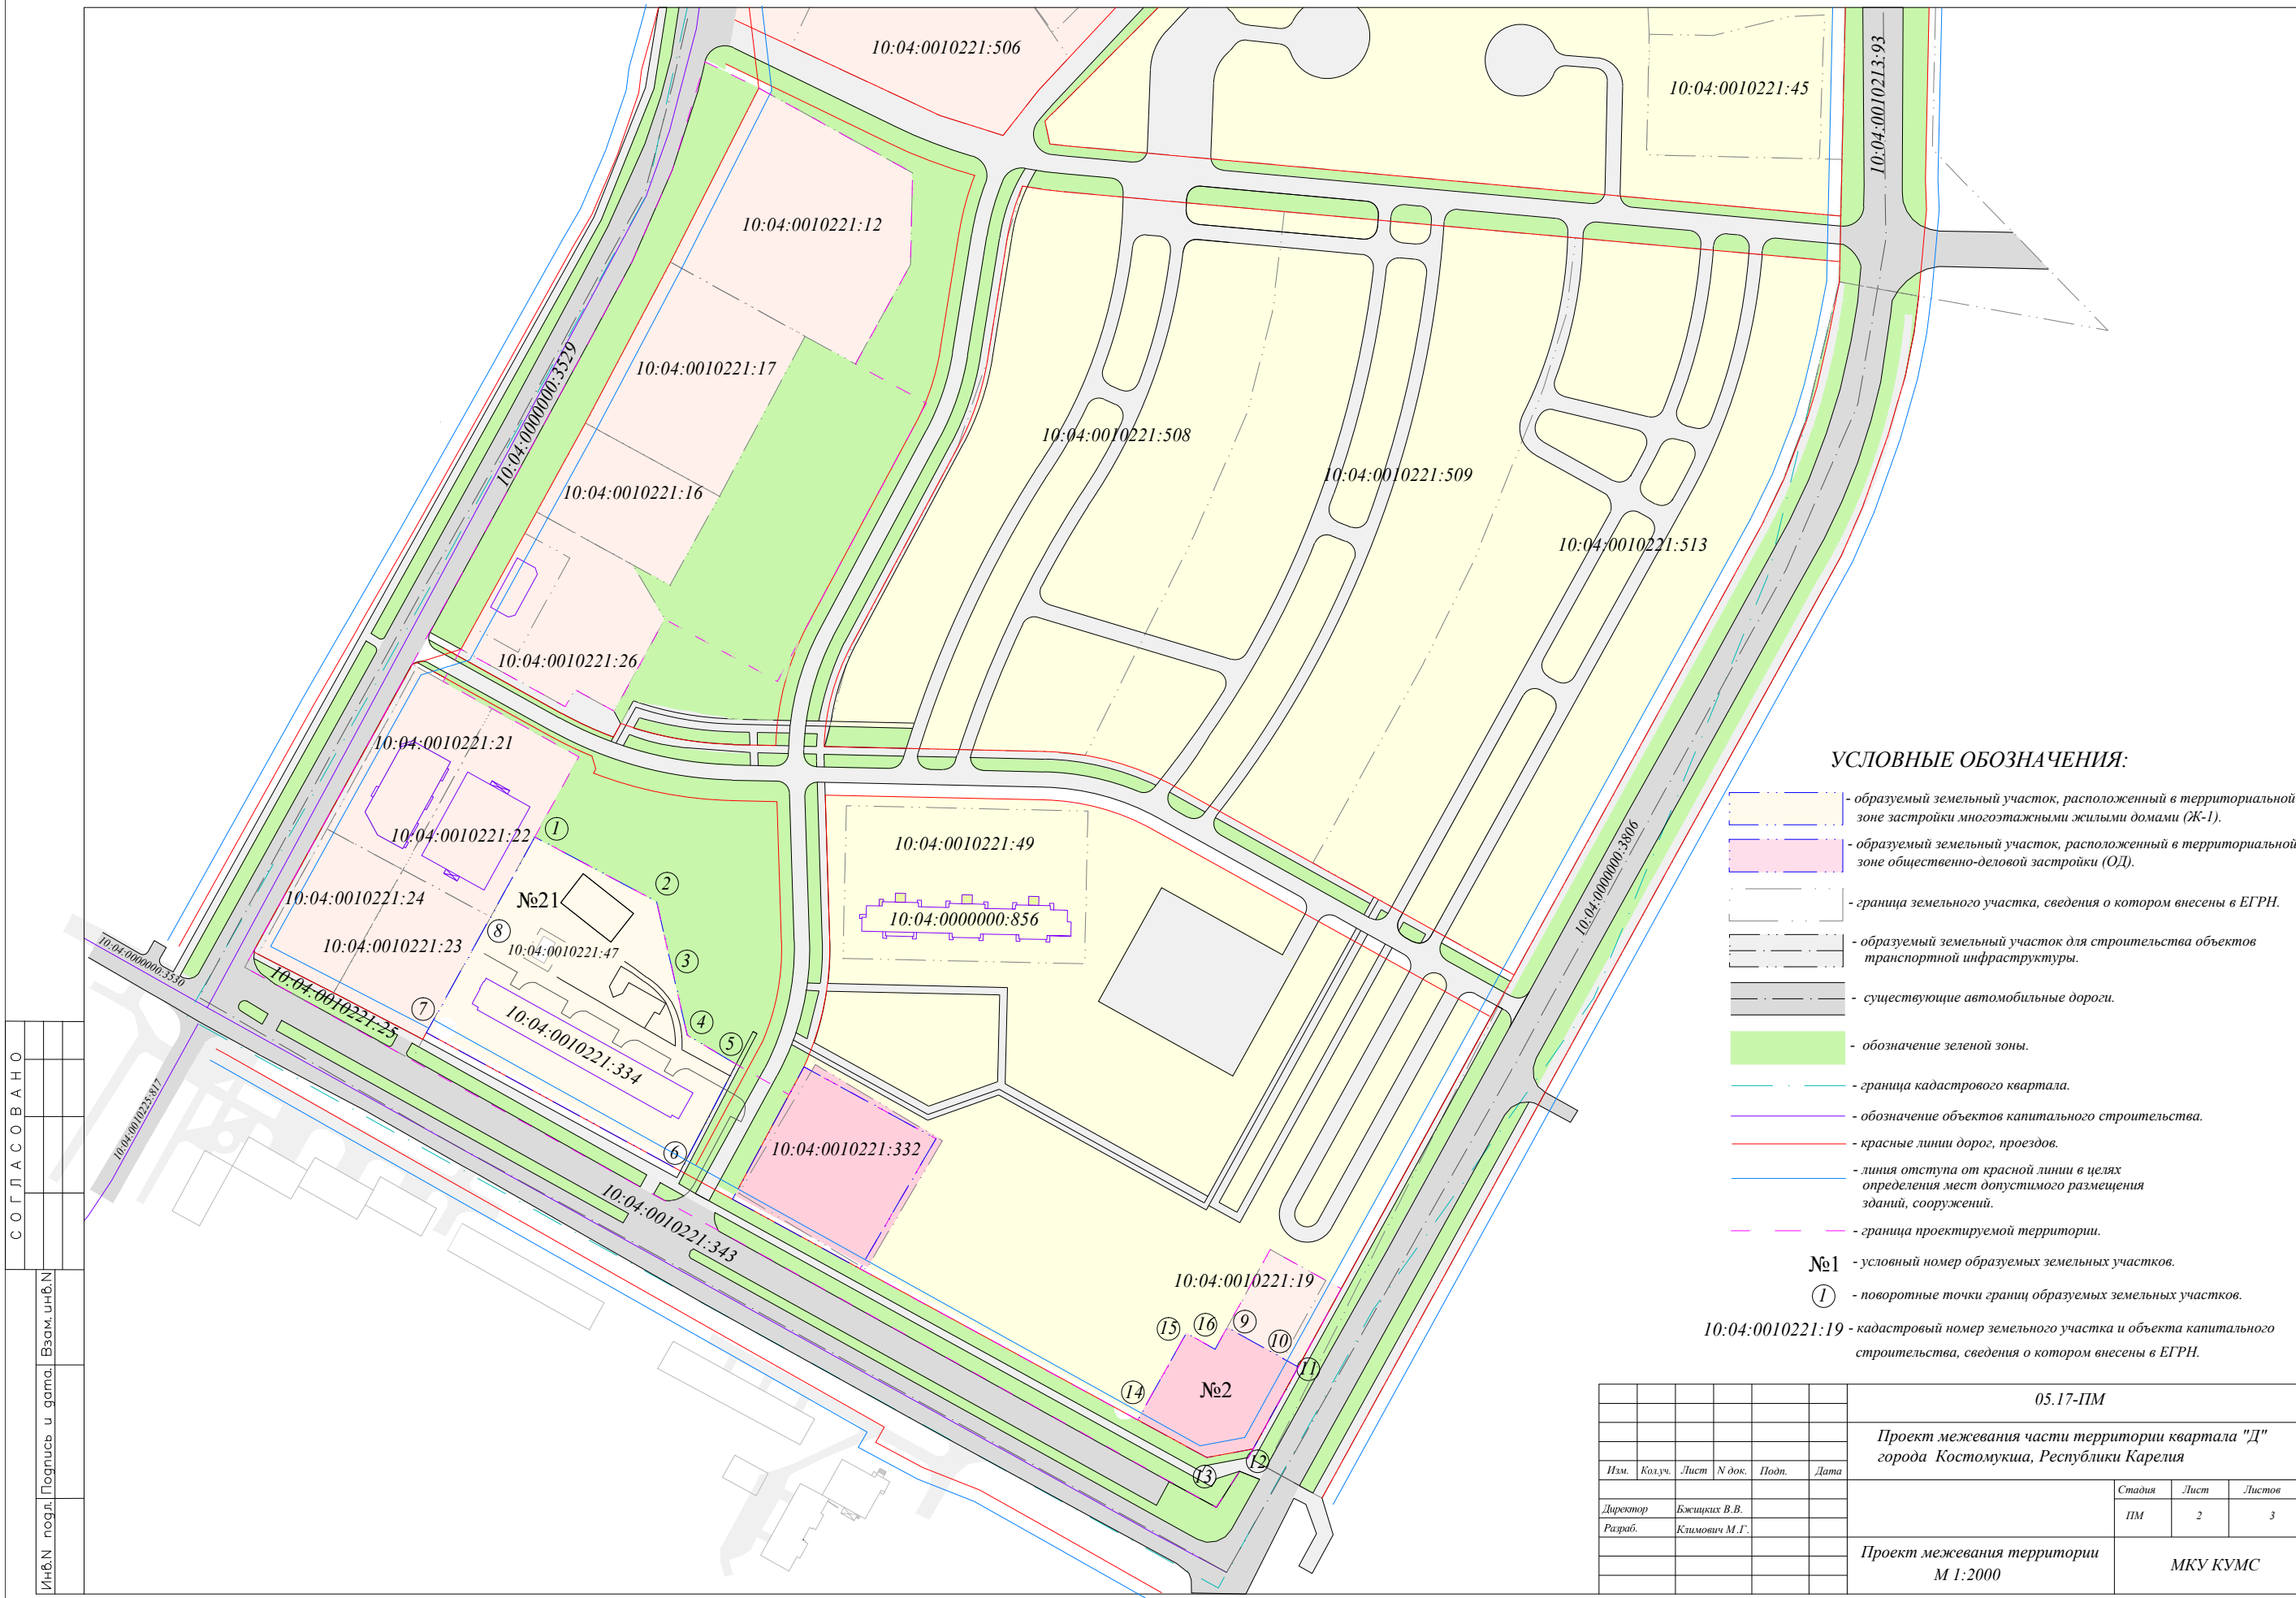 10:04:0010221:506
10:04:0010221:45
10:04:0010213:93
10:04:0010221:12
10:04:0000000:3529
10:04:0010221:17
10:04:0010221:16
10:04:0010221:508
10:04:0010221:509
10:04:0010221:513
10:04:0010221:26
10:04:0010221:21
10:04:0010221:22
10:04:0010221:24
10:04:0010221:23
10:04:0010221:25
10:04:0000000:3530
10:04:0010225:817
№21
10:04:0010221:47
10:04:0010221:334
10:04:0010221:49
10:04:0000000:856
10:04:0000000:3806
10:04:0010221:332
10:04:0010221:343
10:04:0010221:19
№2
1
2
3
4
5
6
7
8
9
10
11
12
13
14
15
16
УСЛОВНЫЕ ОБОЗНАЧЕНИЯ:
- образуемый земельный участок, расположенный в территориальной
зоне застройки многоэтажными жилыми домами (Ж-1).
- образуемый земельный участок, расположенный в территориальной
зоне общественно-деловой застройки (ОД).
- граница земельного участка, сведения о котором внесены в ЕГРН.
- образуемый земельный участок для строительства объектов
транспортной инфраструктуры.
- существующие автомобильные дороги.
- обозначение зеленой зоны.
- граница кадастрового квартала.
- обозначение объектов капитального строительства.
- красные линии дорог, проездов.
- линия отступа от красной линии в целях
определения мест допустимого размещения
зданий, сооружений.
- граница проектируемой территории.
№1 - условный номер образуемых земельных участков.
1 - поворотные точки границ образуемых земельных участков.
10:04:0010221:19 - кадастровый номер земельного участка и объекта капитального
строительства, сведения о котором внесены в ЕГРН.
05.17-ПМ
Проект межевания части территории квартала "Д"
города Костомукша, Республики Карелия
Изм. Кол.уч. Лист N док. Подп. Дата
Директор Бжицких В.В.
Разраб. Климович М.Г.
Стадия Лист Листов
ПМ 2 3
Проект межевания территории
М 1:2000
МКУ КУМС
СОГЛАСОВАНО
Взам. инв.N
Подпись и дата.
Инв.N подл.